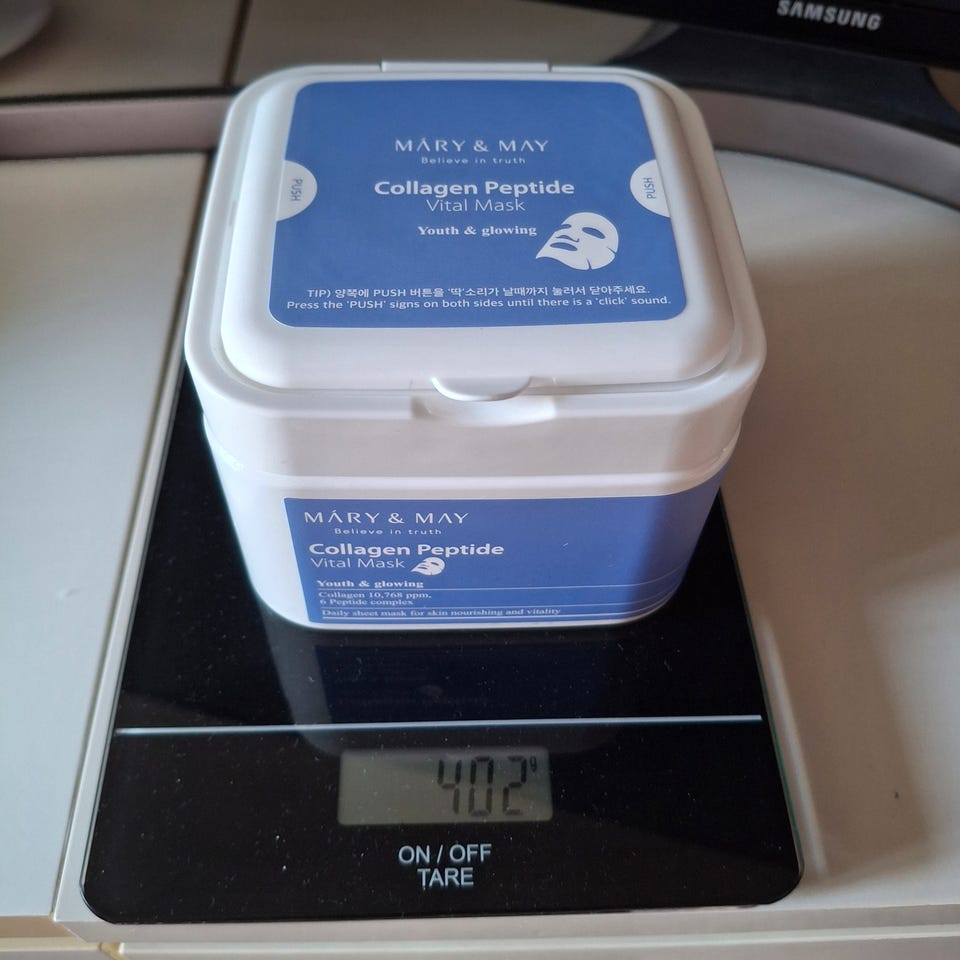 SAMSUNG
MÁRY & MAY
Believe in truth
PUSH
Collagen Peptide
PUSH
Vital Mask
Youth & glowing
TIP) 양쪽에 PUSH 버튼을 '딱'소리가 날때까지 눌러서 닫아주세요.
Press the 'PUSH' signs on both sides until there is a 'click' sound.
MÁRY & MAY
Believe in truth
Collagen Peptide
Vital Mask
Youth & glowing
Collagen 10,768 ppm,
6 Peptide complex
Daily sheet mask for skin nourishing and vitality
402g
ON / OFF
TARE